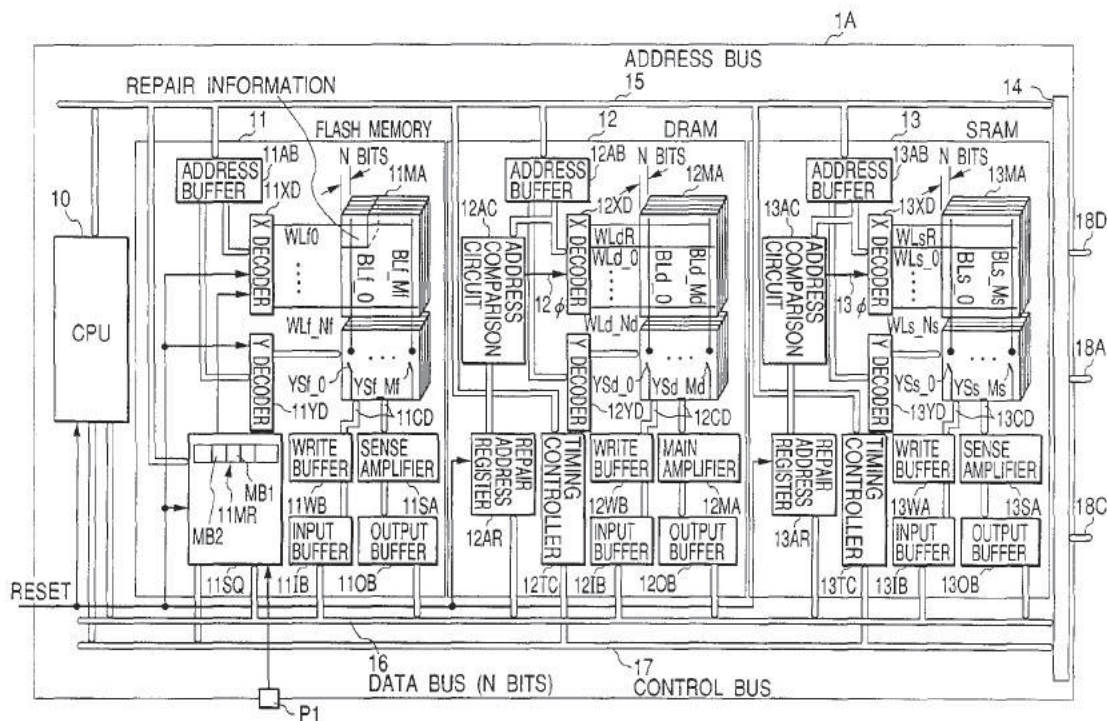 1A
ADDRESS BUS
REPAIR INFORMATION
15
14
11
FLASH MEMORY
12
DRAM
13
SRAM
ADDRESS BUFFER
11AB
N BITS
11MA
ADDRESS BUFFER
12AB
N BITS
12MA
ADDRESS BUFFER
13AB
N BITS
13MA
10
CPU
11XD
X DECODER
WLf0
BLf_0
BLf_Mf
WLf_Nf
12AC
ADDRESS COMPARISON CIRCUIT
12XD
X DECODER
12φ
WLdR
WLd_0
BLd_0
BLd_Md
WLd_Nd
13AC
ADDRESS COMPARISON CIRCUIT
13XD
X DECODER
13φ
WLsR
WLs_0
BLs_0
BLs_Ms
WLs_Ns
18D
18A
18C
Y DECODER
11YD
YSf_0
YSf_Mf
11CD
Y DECODER
12YD
YSd_0
YSd_Md
12CD
Y DECODER
13YD
YSs_0
YSs_Ms
13CD
MB1
11MR
MB2
11SQ
WRITE BUFFER
11WB
SENSE AMPLIFIER
11SA
INPUT BUFFER
11IB
OUTPUT BUFFER
11OB
REPAIR ADDRESS REGISTER
12AR
TIMING CONTROLLER
12TC
WRITE BUFFER
12WB
MAIN AMPLIFIER
12MA
INPUT BUFFER
12IB
OUTPUT BUFFER
12OB
REPAIR ADDRESS REGISTER
13AR
TIMING CONTROLLER
13TC
WRITE BUFFER
13WA
SENSE AMPLIFIER
13SA
INPUT BUFFER
13IB
OUTPUT BUFFER
13OB
RESET
16
DATA BUS (N BITS)
17
CONTROL BUS
P1